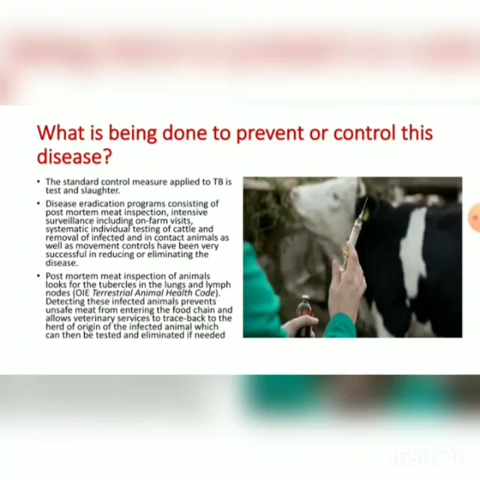 What is being done to prevent or control this
disease?
• The standard control measure applied to TB is
test and slaughter.
• Disease eradication programs consisting of
post mortem meat inspection, intensive
surveillance including on-farm visits,
systematic individual testing of cattle and
removal of infected and in contact animals as
well as movement controls have been very
successful in reducing or eliminating the
disease.
• Post mortem meat inspection of animals
looks for the tubercles in the lungs and lymph
nodes (OIE Terrestrial Animal Health Code).
Detecting these infected animals prevents
unsafe meat from entering the food chain and
allows veterinary services to trace-back to the
herd of origin of the infected animal which
can then be tested and eliminated if needed